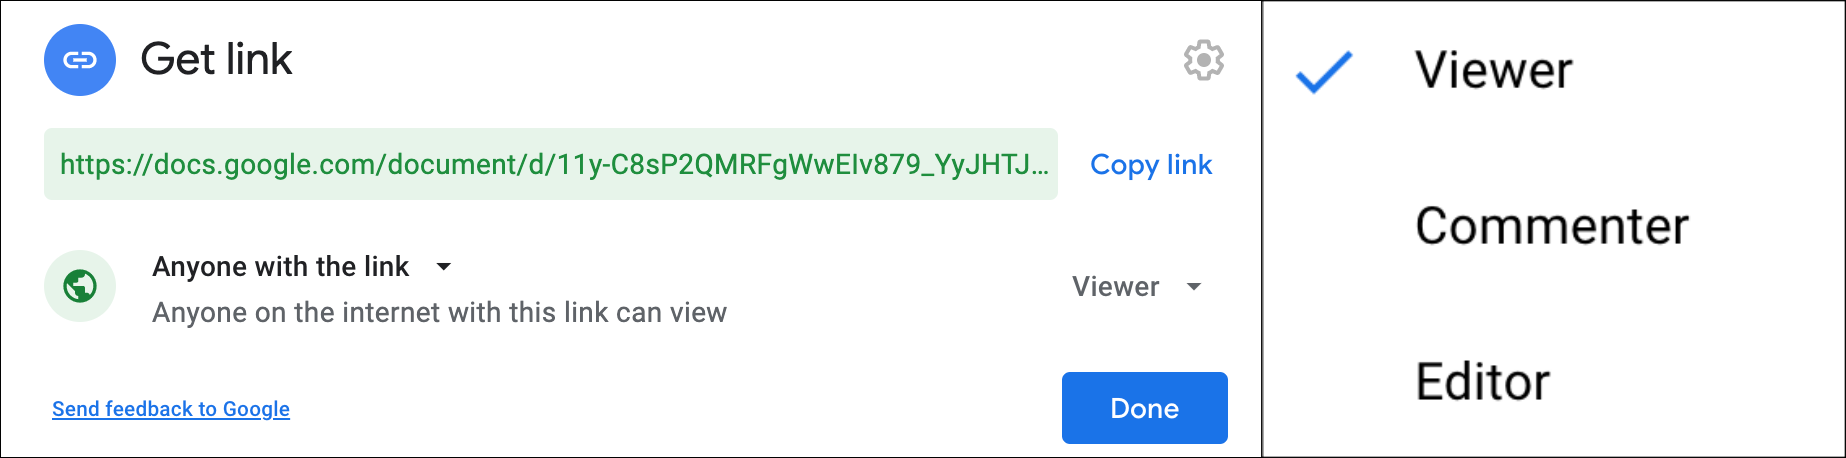 Get link
https://docs.google.com/document/d/11y-C8sP2QMRFgWwEIv879_YyJHTJ...
Copy link
Anyone with the link
Anyone on the internet with this link can view
Viewer
Send feedback to Google
Done
Viewer
Commenter
Editor